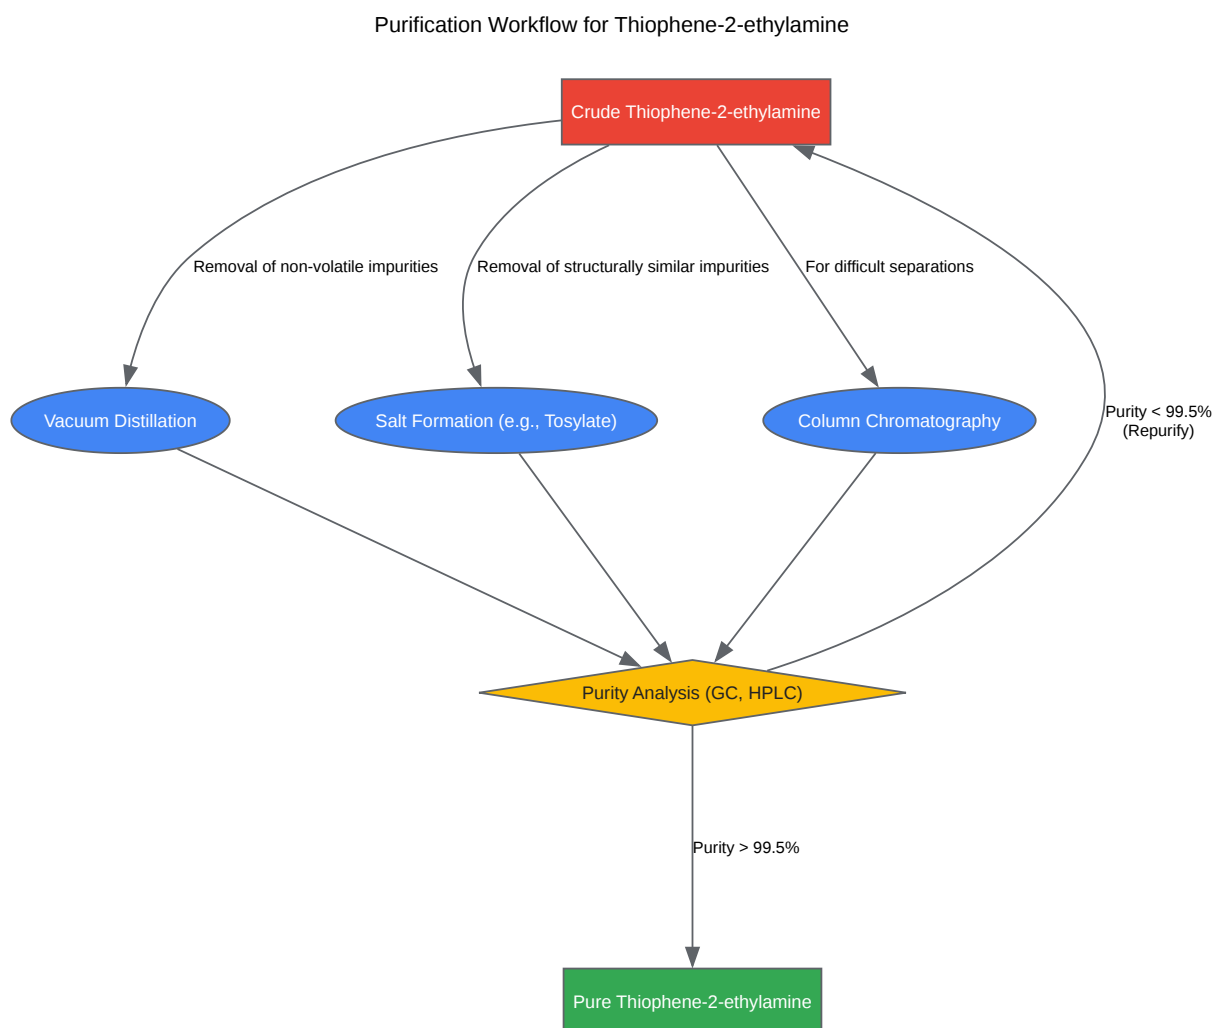 Purification Workflow for Thiophene-2-ethylamine
Crude Thiophene-2-ethylamine
Removal of non-volatile impurities
Removal of structurally similar impurities
For difficult separations
Vacuum Distillation
Salt Formation (e.g., Tosylate)
Column Chromatography
Purity < 99.5%
(Repurify)
Purity Analysis (GC, HPLC)
Purity > 99.5%
Pure Thiophene-2-ethylamine